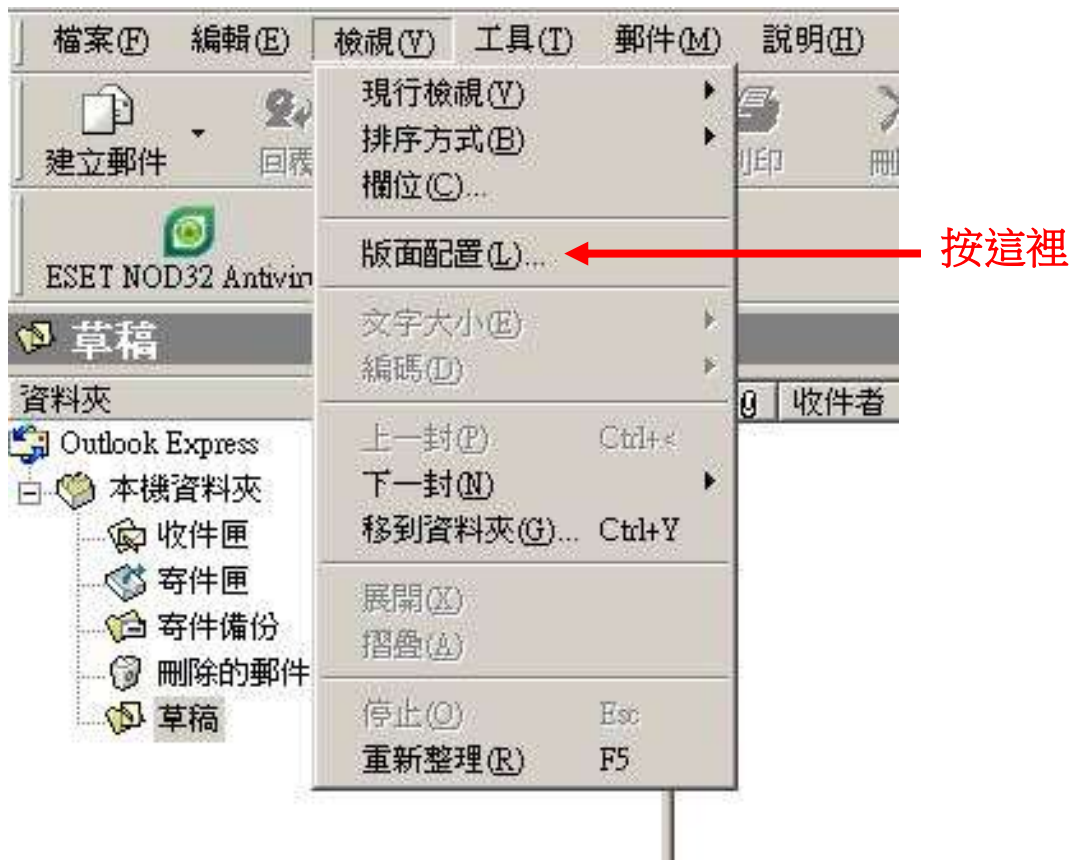 檔案(F) 編輯(E) 檢視(V) 工具(T) 郵件(M) 說明(H)
建立郵件
ESET NOD32
草稿
資料夾
收件者
Outlook Express
本機資料夾
收件匣
寄件匣
寄件備份
刪除的郵件
草稿
現行檢視(V)
排序方式(B)
欄位(C)...
版面配置(L)...
文字大小(E)
編碼(D)
上一封(P) Ctrl+<
下一封(N)
移到資料夾(G)... Ctrl+Y
展開(X)
摺疊(A)
停止(O) Esc
重新整理(R) F5
按這裡